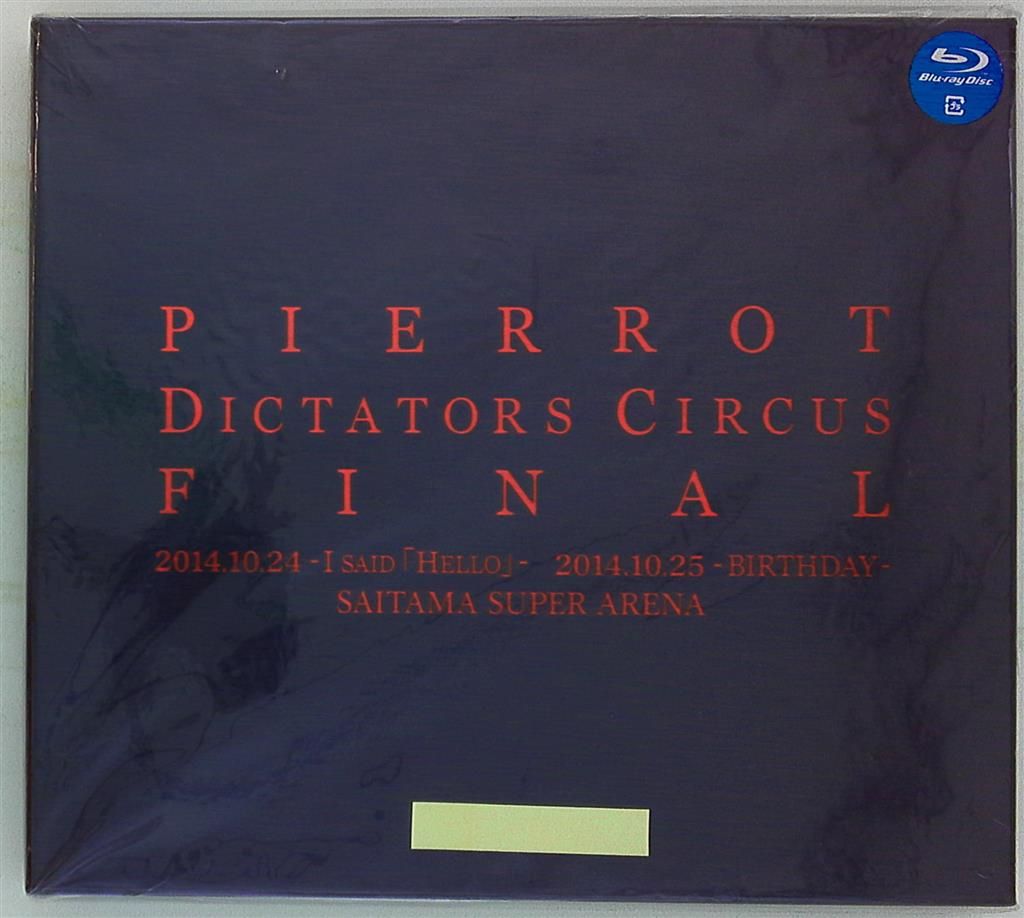 Blu-ray Disc
PIERROT
DICTATORS CIRCUS
FINAL
2014.10.24 -I SAID「HELLO」- 2014.10.25 -BIRTHDAY-
SAITAMA SUPER ARENA